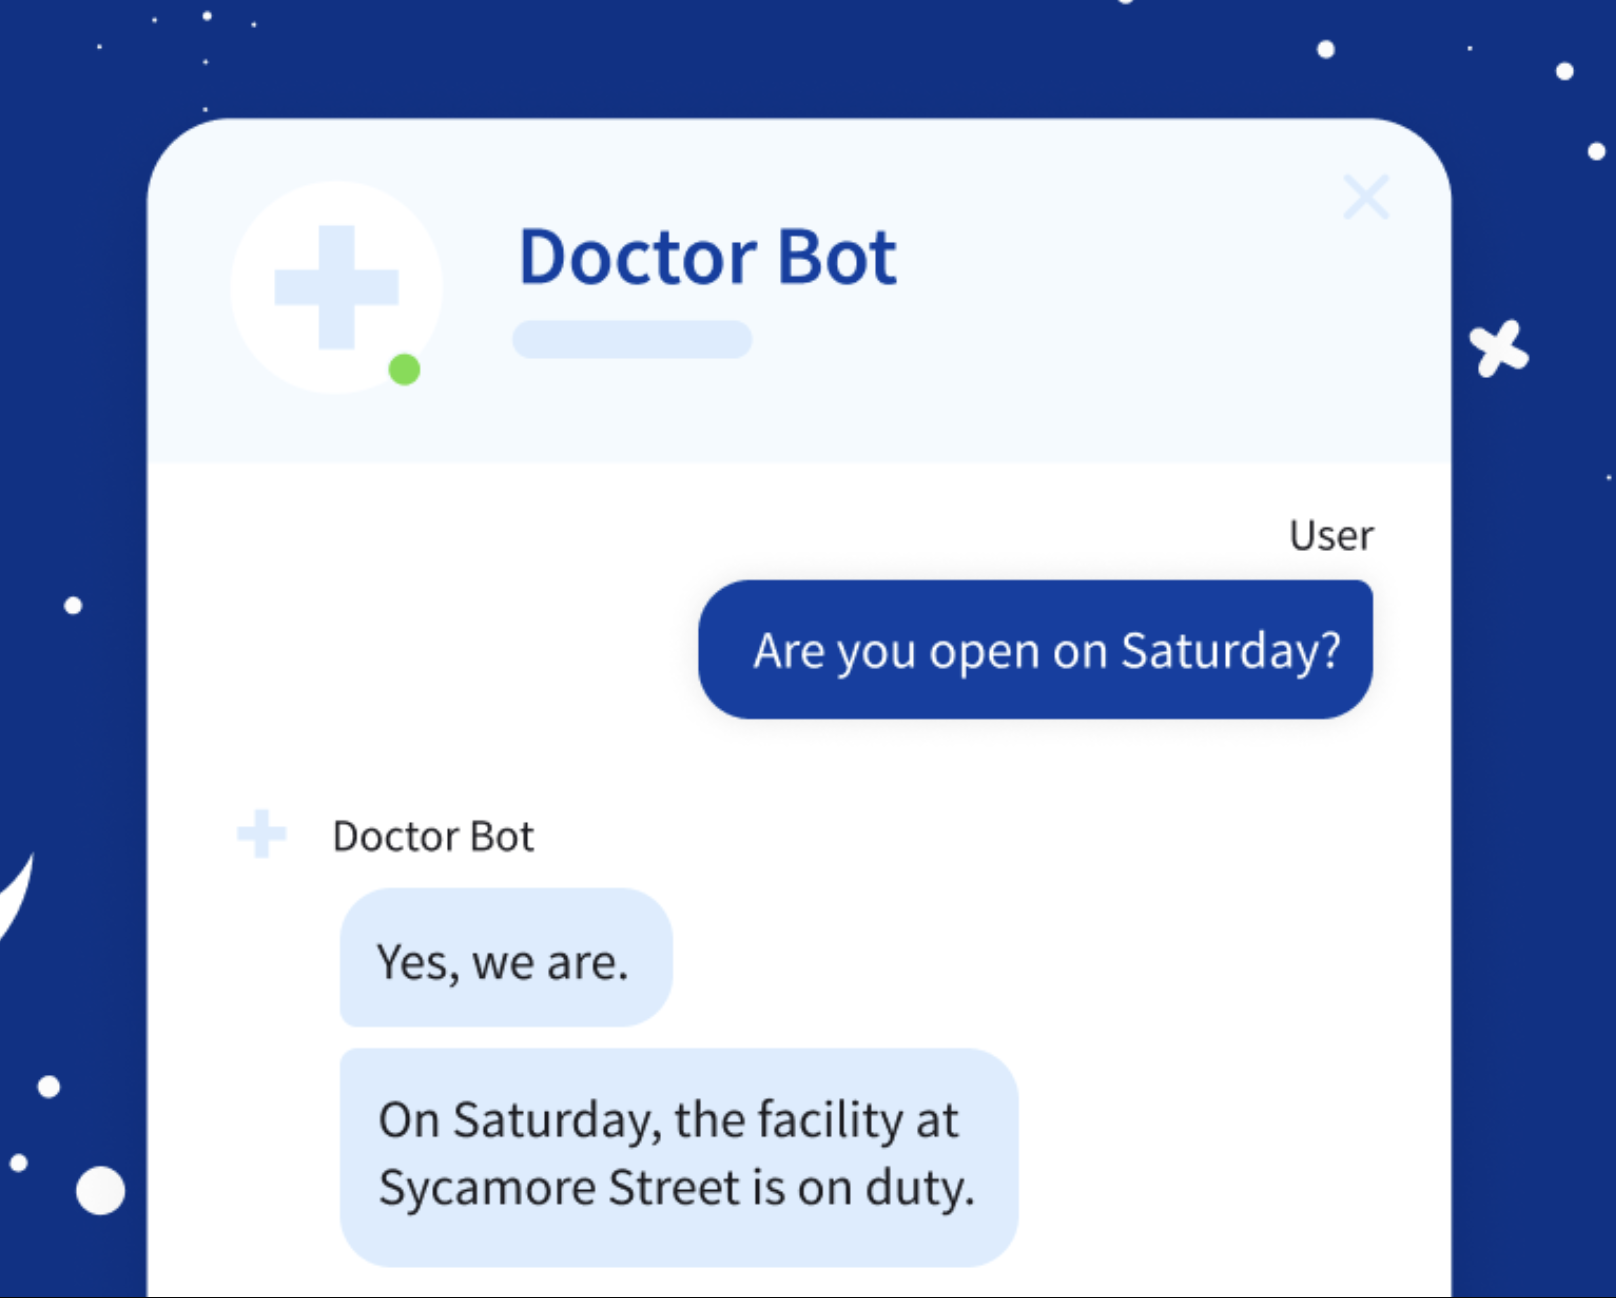 Doctor Bot
User
Are you open on Saturday?
Doctor Bot
Yes, we are.
On Saturday, the facility at
Sycamore Street is on duty.